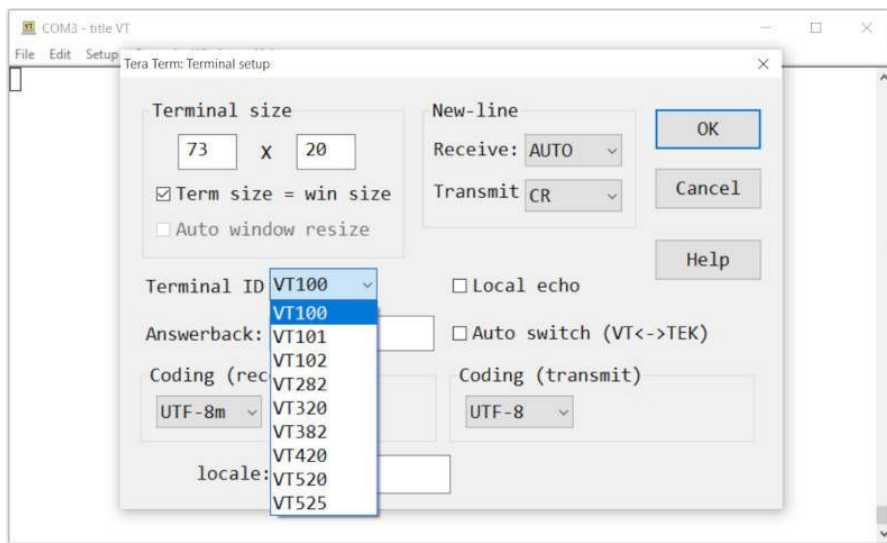 COM3 - title VT
File Edit Setup
Tera Term: Terminal setup
Terminal size
73 x 20
Term size = win size
Auto window resize
New-line
Receive: AUTO
Transmit CR
OK
Cancel
Help
Terminal ID VT100
VT100
VT101
VT102
VT282
VT320
VT382
VT420
VT520
VT525
Local echo
Answerback:
Auto switch (VT<->TEK)
Coding (rec
UTF-8m
Coding (transmit)
UTF-8
locale: